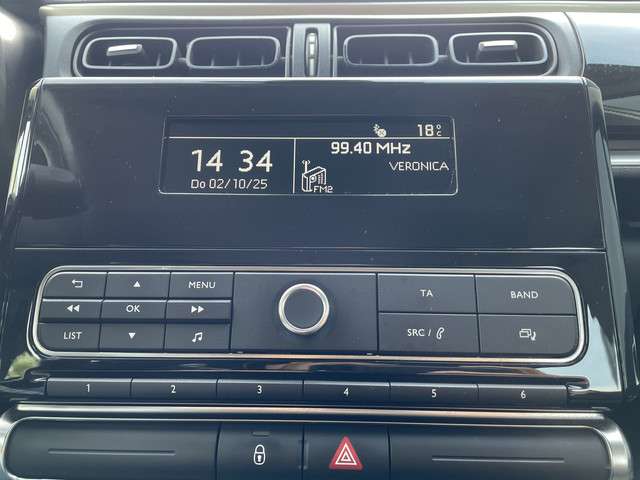 18°C
99.40 MHz
14 34
VERONICA
Do 02/10/25
FM2
MENU
TA
BAND
OK
LIST
SRC /
1 2 3 4 5 6